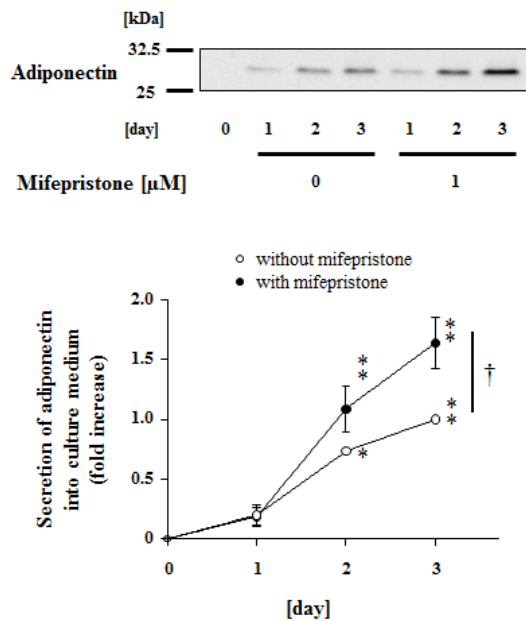 [kDa]
32.5
Adiponectin
25
[day] 0 1 2 3 1 2 3
Mifepristone [μM] 0 1
○ without mifepristone
● with mifepristone
Secretion of adiponectin
into culture medium
(fold increase)
2.0
1.5
1.0
0.5
0
* *
* *
*
* *
†
0 1 2 3
[day]